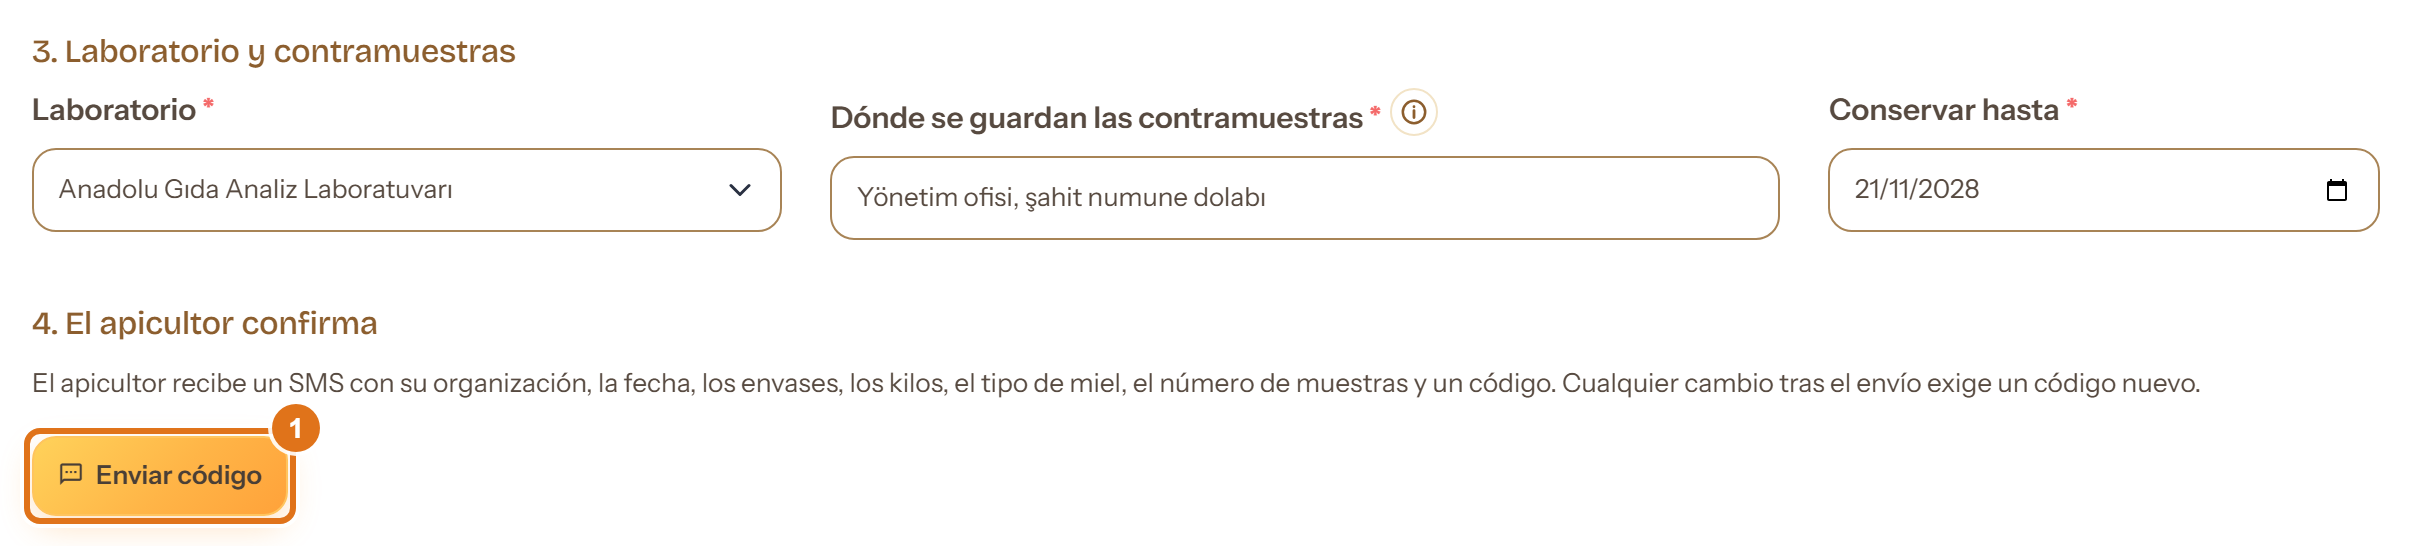 3. Laboratorio y contramuestras
Laboratorio *
Dónde se guardan las contramuestras *
Conservar hasta *
Anadolu Gıda Analiz Laboratuvarı
Yönetim ofisi, şahit numune dolabı
21/11/2028
4. El apicultor confirma
El apicultor recibe un SMS con su organización, la fecha, los envases, los kilos, el tipo de miel, el número de muestras y un código. Cualquier cambio tras el envío exige un código nuevo.
1
Enviar código